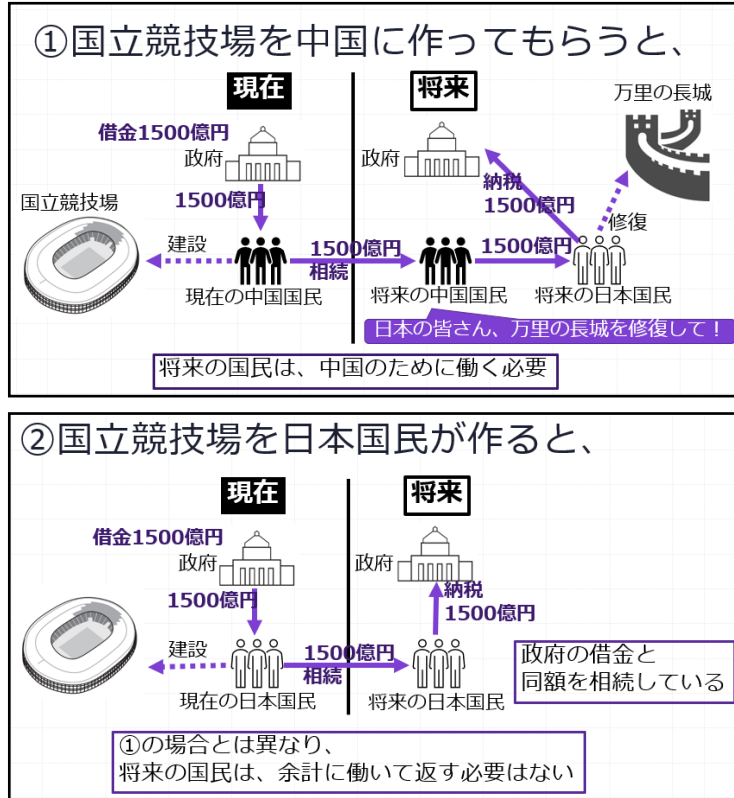 ①国立競技場を中国に作ってもらうと、
現在
将来
万里の長城
借金1500億円
政府
政府
1500億円
納税
1500億円
国立競技場
建設
1500億円
相続
1500億円
修復
現在の中国国民
将来の中国国民
将来の日本国民
日本の皆さん、万里の長城を修復して！
将来の国民は、中国のために働く必要
②国立競技場を日本国民が作ると、
現在
将来
借金1500億円
政府
政府
1500億円
納税
1500億円
建設
1500億円
相続
政府の借金と
同額を相続している
現在の日本国民
将来の日本国民
①の場合とは異なり、
将来の国民は、余計に働いて返す必要はない